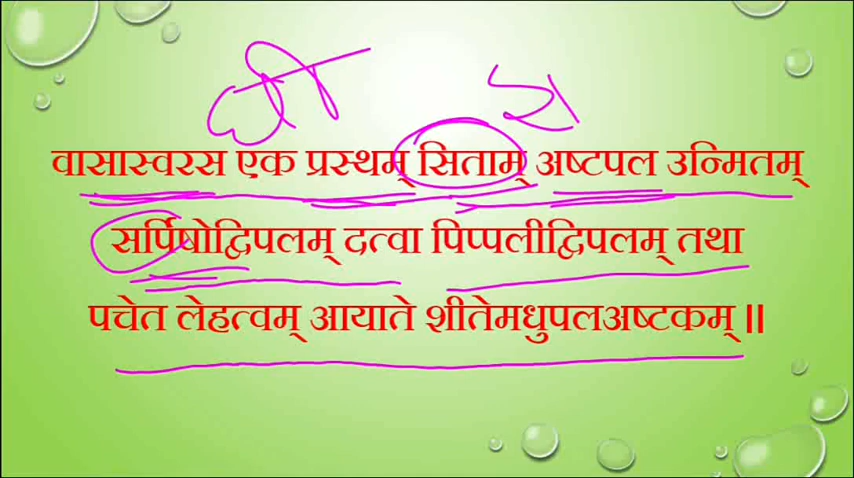 वासास्वरस एक प्रस्थम् सिताम् अष्टपल उन्मितम्
सर्पिषोद्विपलम् दत्वा पिप्पलीद्विपलम् तथा
पचेत लेहत्वम् आयाते शीतेमधुपलअष्टकम् ॥